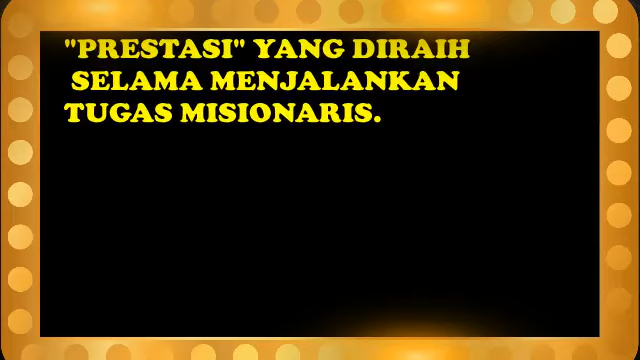 "PRESTASI" YANG DIRAIH
SELAMA MENJALANKAN
TUGAS MISIONARIS.